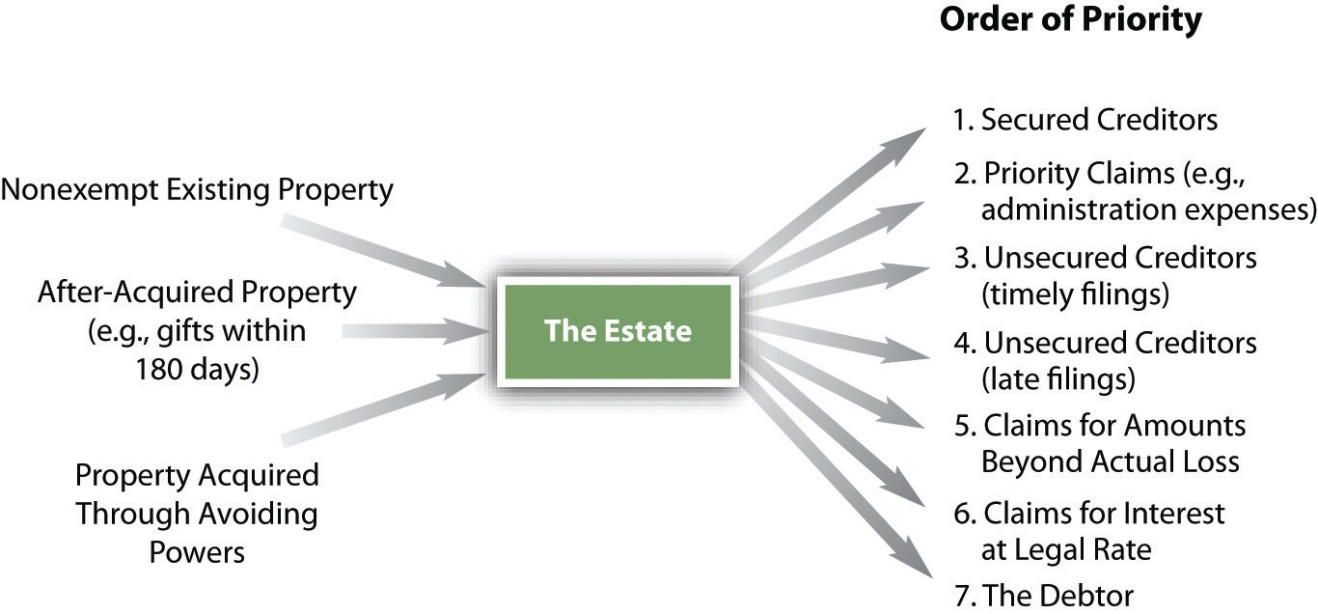 Order of Priority
Nonexempt Existing Property
After-Acquired Property
(e.g., gifts within
180 days)
Property Acquired
Through Avoiding
Powers
The Estate
1. Secured Creditors
2. Priority Claims (e.g.,
administration expenses)
3. Unsecured Creditors
(timely filings)
4. Unsecured Creditors
(late filings)
5. Claims for Amounts
Beyond Actual Loss
6. Claims for Interest
at Legal Rate
7. The Debtor